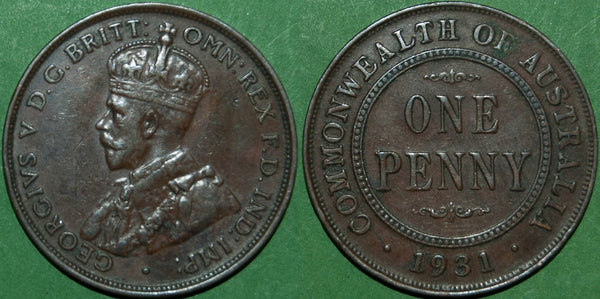 GEORGIVS V D.G. BRITT: OMN: REX F.D. IND: IMP:
COMMONWEALTH OF AUSTRALIA
ONE
PENNY
· 1931 ·